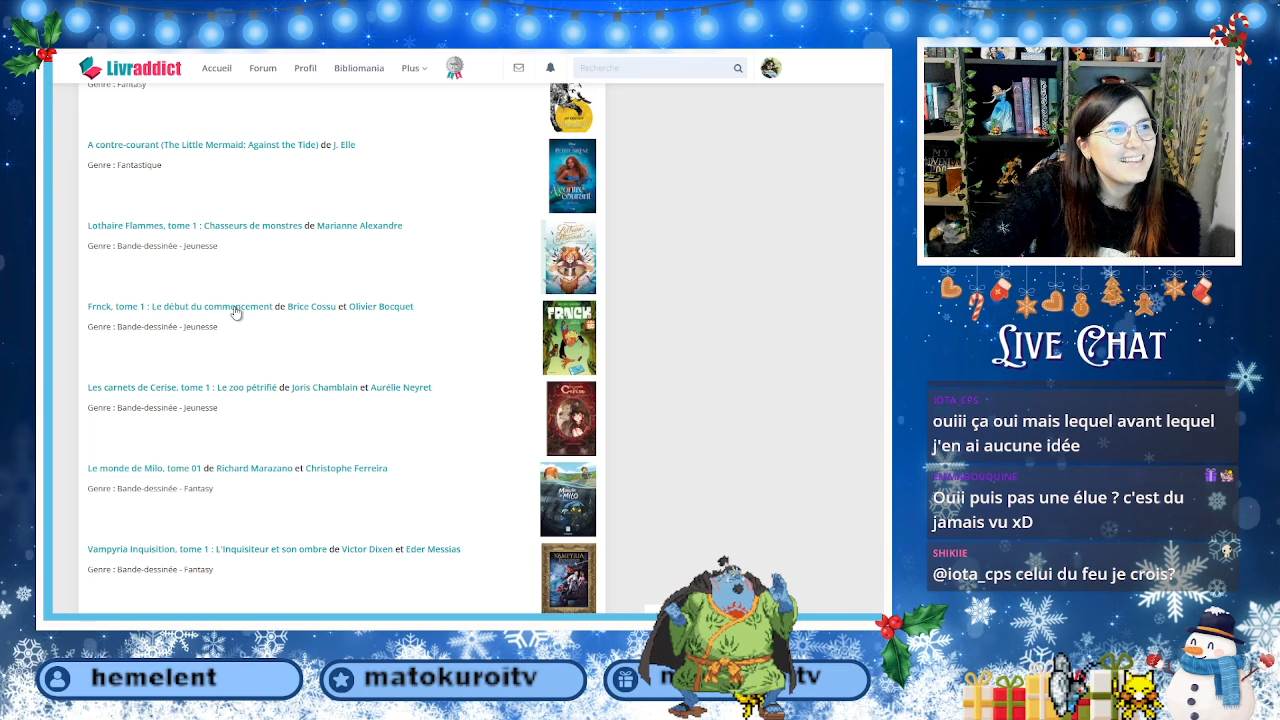 Livraddict Accueil Forum Profil Bibliomania Plus Recherche
Genre : Fantasy
A contre-courant (The Little Mermaid: Against the Tide) de J. Elle
Genre : Fantastique
Lothaire Flammes, tome 1 : Chasseurs de monstres de Marianne Alexandre
Genre : Bande-dessinée - Jeunesse
Frnck, tome 1 : Le début du commencement de Brice Cossu et Olivier Bocquet
Genre : Bande-dessinée - Jeunesse
FRNCK
Les carnets de Cerise, tome 1 : Le zoo pétrifié de Joris Chamblain et Aurélie Neyret
Genre : Bande-dessinée - Jeunesse
Cerise
Le monde de Milo, tome 01 de Richard Marazano et Christophe Ferreira
Genre : Bande-dessinée - Fantasy
MILO
Vampyria Inquisition, tome 1 : L'Inquisiteur et son ombre de Victor Dixen et Eder Messias
Genre : Bande-dessinée - Fantasy
VAMPYRIA
LIVE CHAT
IOTA_CPS
ouiii ça oui mais lequel avant lequel
j'en ai aucune idée
Ouii puis pas une élue ? c'est du
jamais vu xD
SHIKIIE
@iota_cps celui du feu je crois?
hemelent
matokuroitv
tv